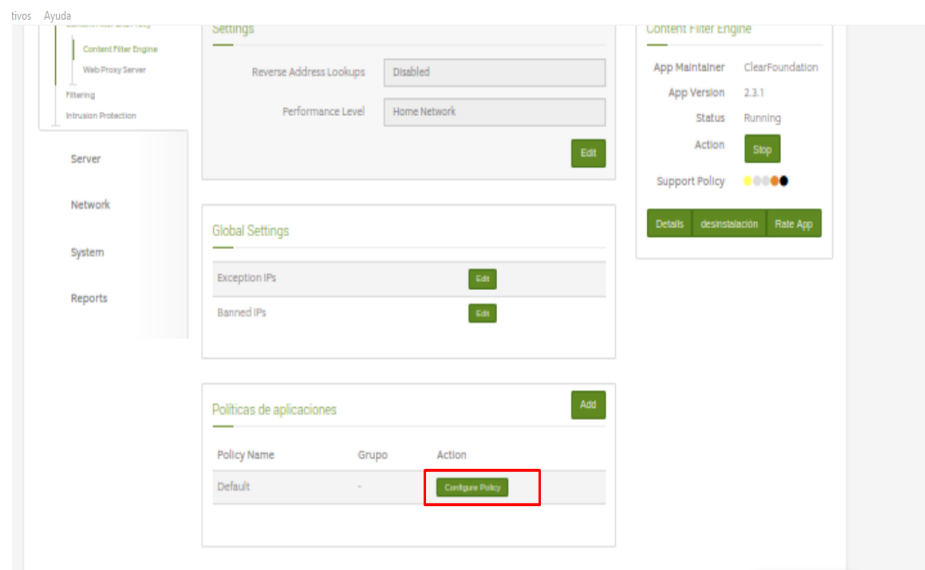 tivos Ayuda
Content Filter Engine
Web Proxy Server
Filtering
Intrusion Protection
Server
Network
System
Reports
Settings
Reverse Address Lookups Disabled
Performance Level Home Network
Edit
Global Settings
Exception IPs Edit
Banned IPs Edit
Políticas de aplicaciones Add
Policy Name Grupo Action
Default - Configure Policy
Content Filter Engine
App Maintainer ClearFoundation
App Version 2.3.1
Status Running
Action Stop
Support Policy
Details desinstalación Rate App